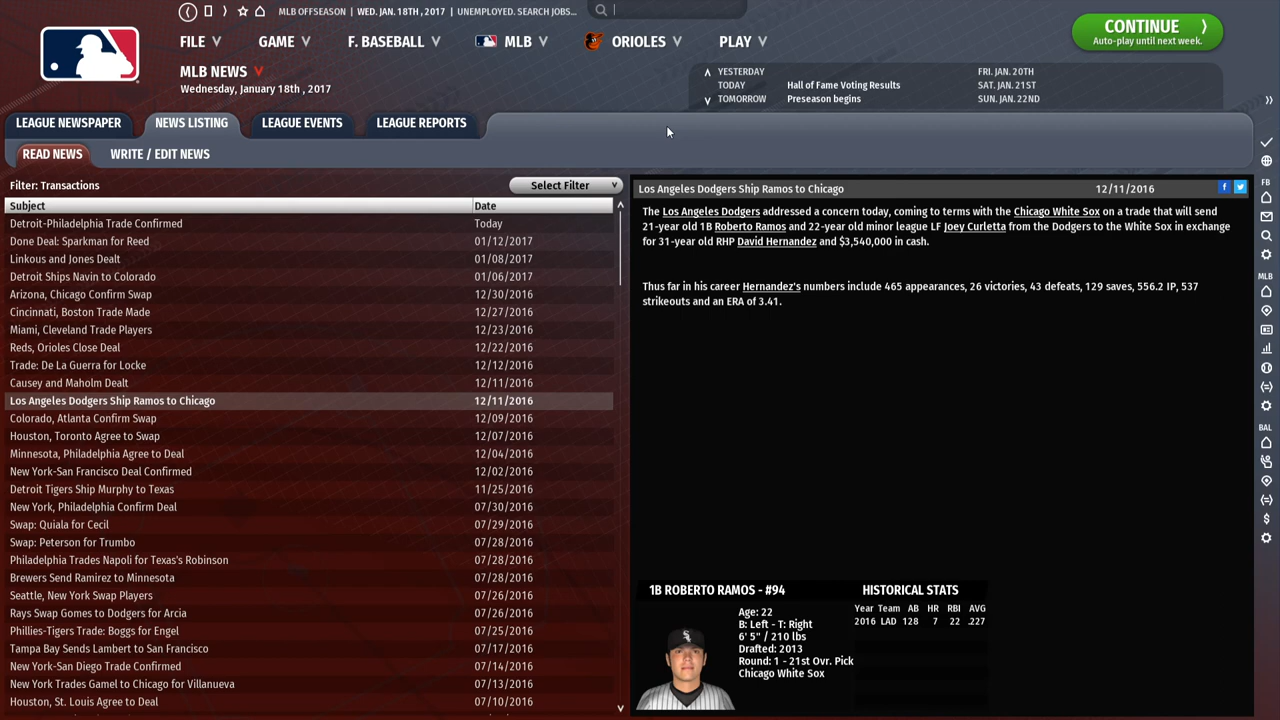 MLB OFFSEASON | WED. JAN. 18TH , 2017 | UNEMPLOYED. SEARCH JOBS...
FILE GAME F. BASEBALL MLB ORIOLES PLAY
CONTINUE
Auto-play until next week.
MLB NEWS
Wednesday, January 18th , 2017
YESTERDAY FRI. JAN. 20TH
TODAY Hall of Fame Voting Results SAT. JAN. 21ST
TOMORROW Preseason begins SUN. JAN. 22ND
LEAGUE NEWSPAPER NEWS LISTING LEAGUE EVENTS LEAGUE REPORTS
READ NEWS WRITE / EDIT NEWS
Filter: Transactions Select Filter
Subject Date
Detroit-Philadelphia Trade Confirmed Today
Done Deal: Sparkman for Reed 01/12/2017
Linkous and Jones Dealt 01/08/2017
Detroit Ships Navin to Colorado 01/06/2017
Arizona, Chicago Confirm Swap 12/30/2016
Cincinnati, Boston Trade Made 12/27/2016
Miami, Cleveland Trade Players 12/23/2016
Reds, Orioles Close Deal 12/22/2016
Trade: De La Guerra for Locke 12/12/2016
Causey and Maholm Dealt 12/11/2016
Los Angeles Dodgers Ship Ramos to Chicago 12/11/2016
Colorado, Atlanta Confirm Swap 12/09/2016
Houston, Toronto Agree to Swap 12/07/2016
Minnesota, Philadelphia Agree to Deal 12/04/2016
New York-San Francisco Deal Confirmed 12/02/2016
Detroit Tigers Ship Murphy to Texas 11/25/2016
New York, Philadelphia Confirm Deal 07/30/2016
Swap: Quiala for Cecil 07/29/2016
Swap: Peterson for Trumbo 07/28/2016
Philadelphia Trades Napoli for Texas's Robinson 07/28/2016
Brewers Send Ramirez to Minnesota 07/28/2016
Seattle, New York Swap Players 07/26/2016
Rays Swap Gomes to Dodgers for Arcia 07/26/2016
Phillies-Tigers Trade: Boggs for Engel 07/25/2016
Tampa Bay Sends Lambert to San Francisco 07/17/2016
New York-San Diego Trade Confirmed 07/14/2016
New York Trades Gamel to Chicago for Villanueva 07/13/2016
Houston, St. Louis Agree to Deal 07/10/2016
Los Angeles Dodgers Ship Ramos to Chicago 12/11/2016
The Los Angeles Dodgers addressed a concern today, coming to terms with the Chicago White Sox on a trade that will send
21-year old 1B Roberto Ramos and 22-year old minor league LF Joey Curletta from the Dodgers to the White Sox in exchange
for 31-year old RHP David Hernandez and $3,540,000 in cash.
Thus far in his career Hernandez's numbers include 465 appearances, 26 victories, 43 defeats, 129 saves, 556.2 IP, 537
strikeouts and an ERA of 3.41.
1B ROBERTO RAMOS - #94
Age: 22
B: Left - T: Right
6' 5" / 210 lbs
Drafted: 2013
Round: 1 - 21st Ovr. Pick
Chicago White Sox
HISTORICAL STATS
Year Team AB HR RBI AVG
2016 LAD 128 7 22 .227
FB
MLB
BAL